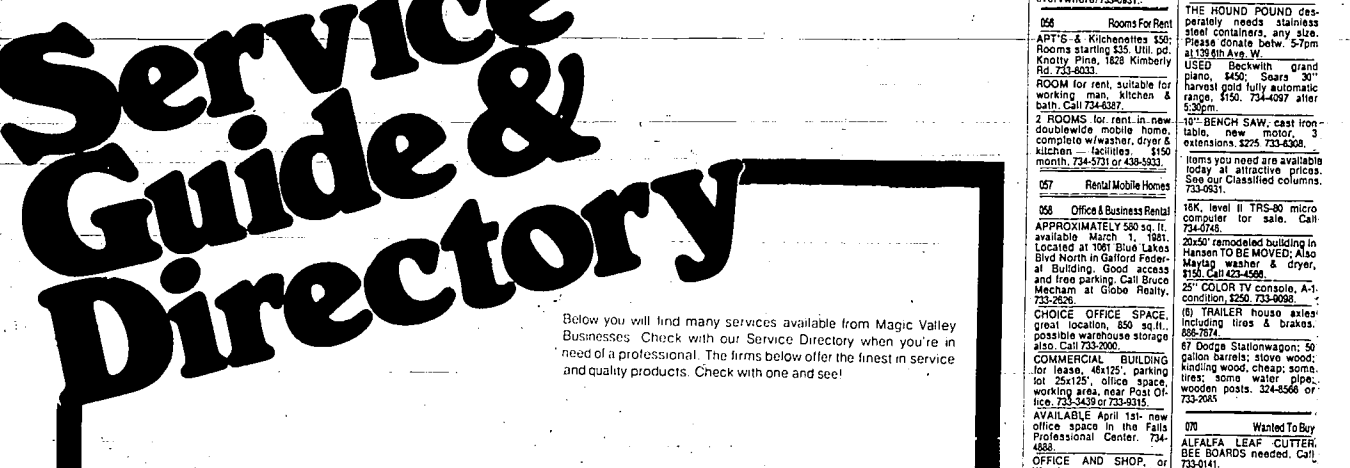 Service
Guide &
Directory
Below you will find many services available from Magic Valley
Businesses. Check with our Service Directory when you're in
need of a professional. The firms below offer the finest in service
and quality products. Check with one and see!
056 Rooms For Rent
APT'S & Kitchenettes $50;
Rooms starting $35. Util. pd.
Knotty Pine, 1828 Kimberly
Rd. 733-6033.
ROOM for rent, suitable for
working man, kitchen &
bath. Call 734-6387.
2 ROOMS for rent in new
doublewide mobile home,
complete w/washer, dryer &
kitchen — facilities. $150
month. 734-5731 or 438-5933.
057 Rental Mobile Homes
058 Office & Business Rental
APPROXIMATELY 580 sq. ft.
available March 1, 1981.
Located at 1061 Blue Lakes
Blvd North in Gafford Feder-
al Building. Good access
and free parking. Call Bruce
Mecham at Globe Realty.
733-2626.
CHOICE OFFICE SPACE,
great location, 850 sq.ft.,
possible warehouse storage
also. Call 733-2000.
COMMERCIAL BUILDING
for lease, 46x125', parking
lot 25x125', office space,
working area, near Post Of-
fice. 733-3439 or 733-9315.
AVAILABLE April 1st- new
office space in the Falls
Professional Center. 734-
4888.
OFFICE AND SHOP, or
THE HOUND POUND des-
perately needs stainless
steel containers, any size.
Please donate betw. 5-7pm
at 139 6th Ave. W.
USED Beckwith grand
piano, $450; Sears 30"
harvest gold fully automatic
range, $150. 734-4097 after
5:30pm.
10" BENCH SAW, cast iron
table, new motor, 3
extensions. $225. 733-6308.
Items you need are available
today at attractive prices.
See our Classified columns.
733-0931.
16K, level II TRS-80 micro
computer for sale. Call
734-0748.
20x50' remodeled building in
Hansen TO BE MOVED; Also
Maytag washer & dryer,
$150. Call 423-4568.
25" COLOR TV console, A-1
condition, $250. 733-9098.
(6) TRAILER house axles
including tires & brakes.
886-7674.
67 Dodge Stationwagon; 50
gallon barrels; stove wood;
kindling wood, cheap; some
tires; some water pipe;
wooden posts. 324-8566 or
733-2085
070 Wanted To Buy
ALFALFA LEAF CUTTER,
BEE BOARDS needed. Call
733-0141.